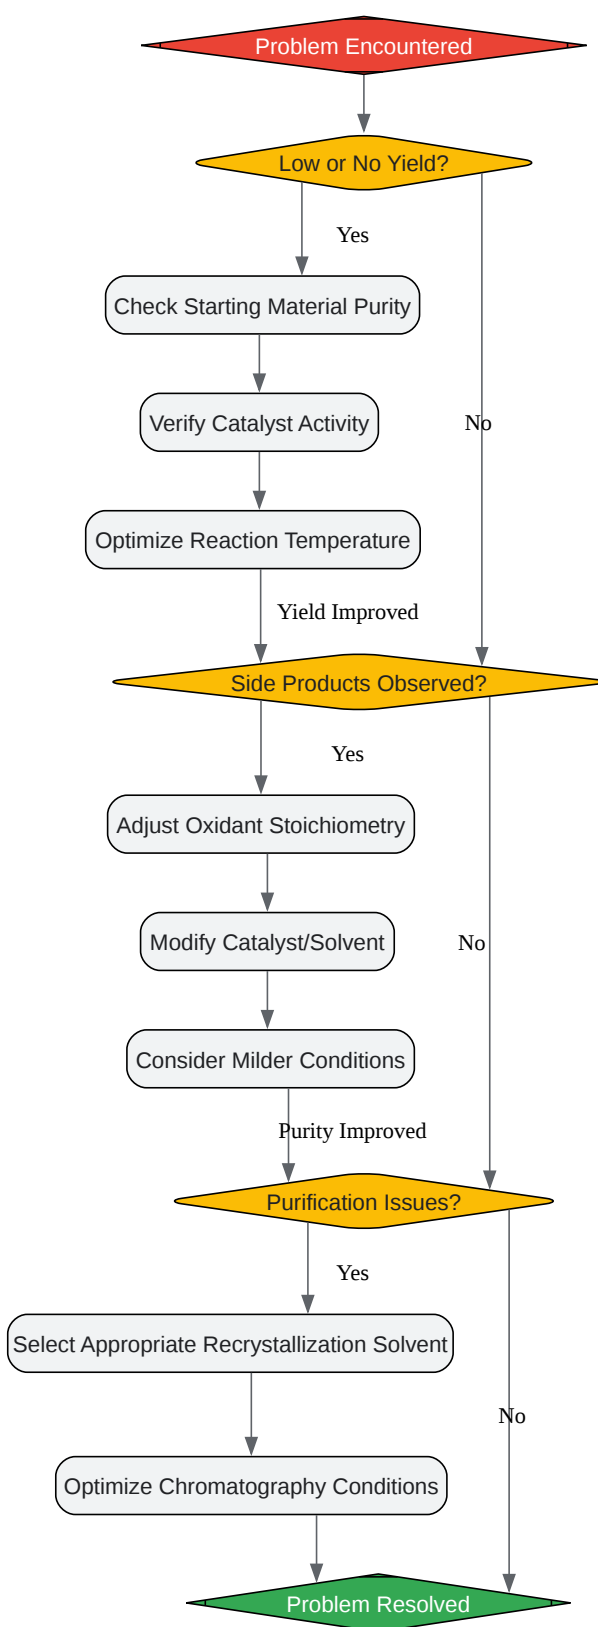 Problem Encountered
Low or No Yield?
Yes
Check Starting Material Purity
Verify Catalyst Activity
No
Optimize Reaction Temperature
Yield Improved
Side Products Observed?
Yes
Adjust Oxidant Stoichiometry
Modify Catalyst/Solvent
No
Consider Milder Conditions
Purity Improved
Purification Issues?
Yes
Select Appropriate Recrystallization Solvent
No
Optimize Chromatography Conditions
Problem Resolved